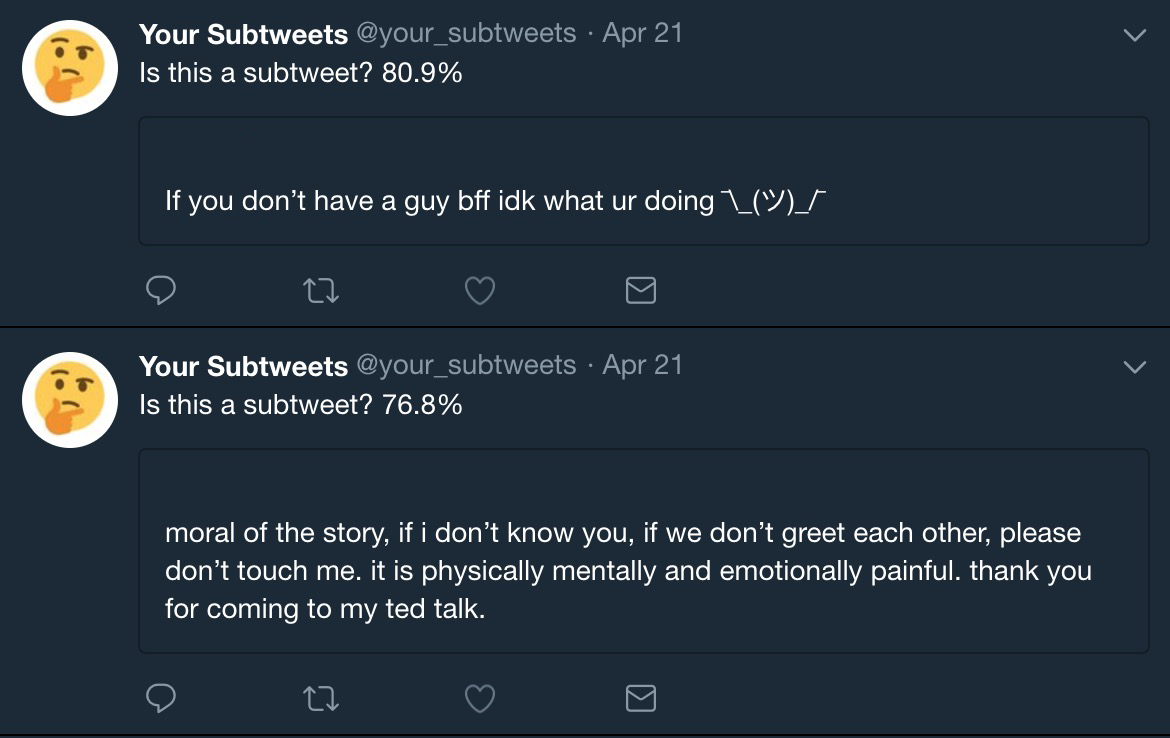 Your Subtweets @your_subtweets · Apr 21
Is this a subtweet? 80.9%
If you don’t have a guy bff idk what ur doing ¯\_(ツ)_/¯
Your Subtweets @your_subtweets · Apr 21
Is this a subtweet? 76.8%
moral of the story, if i don’t know you, if we don’t greet each other, please
don’t touch me. it is physically mentally and emotionally painful. thank you
for coming to my ted talk.